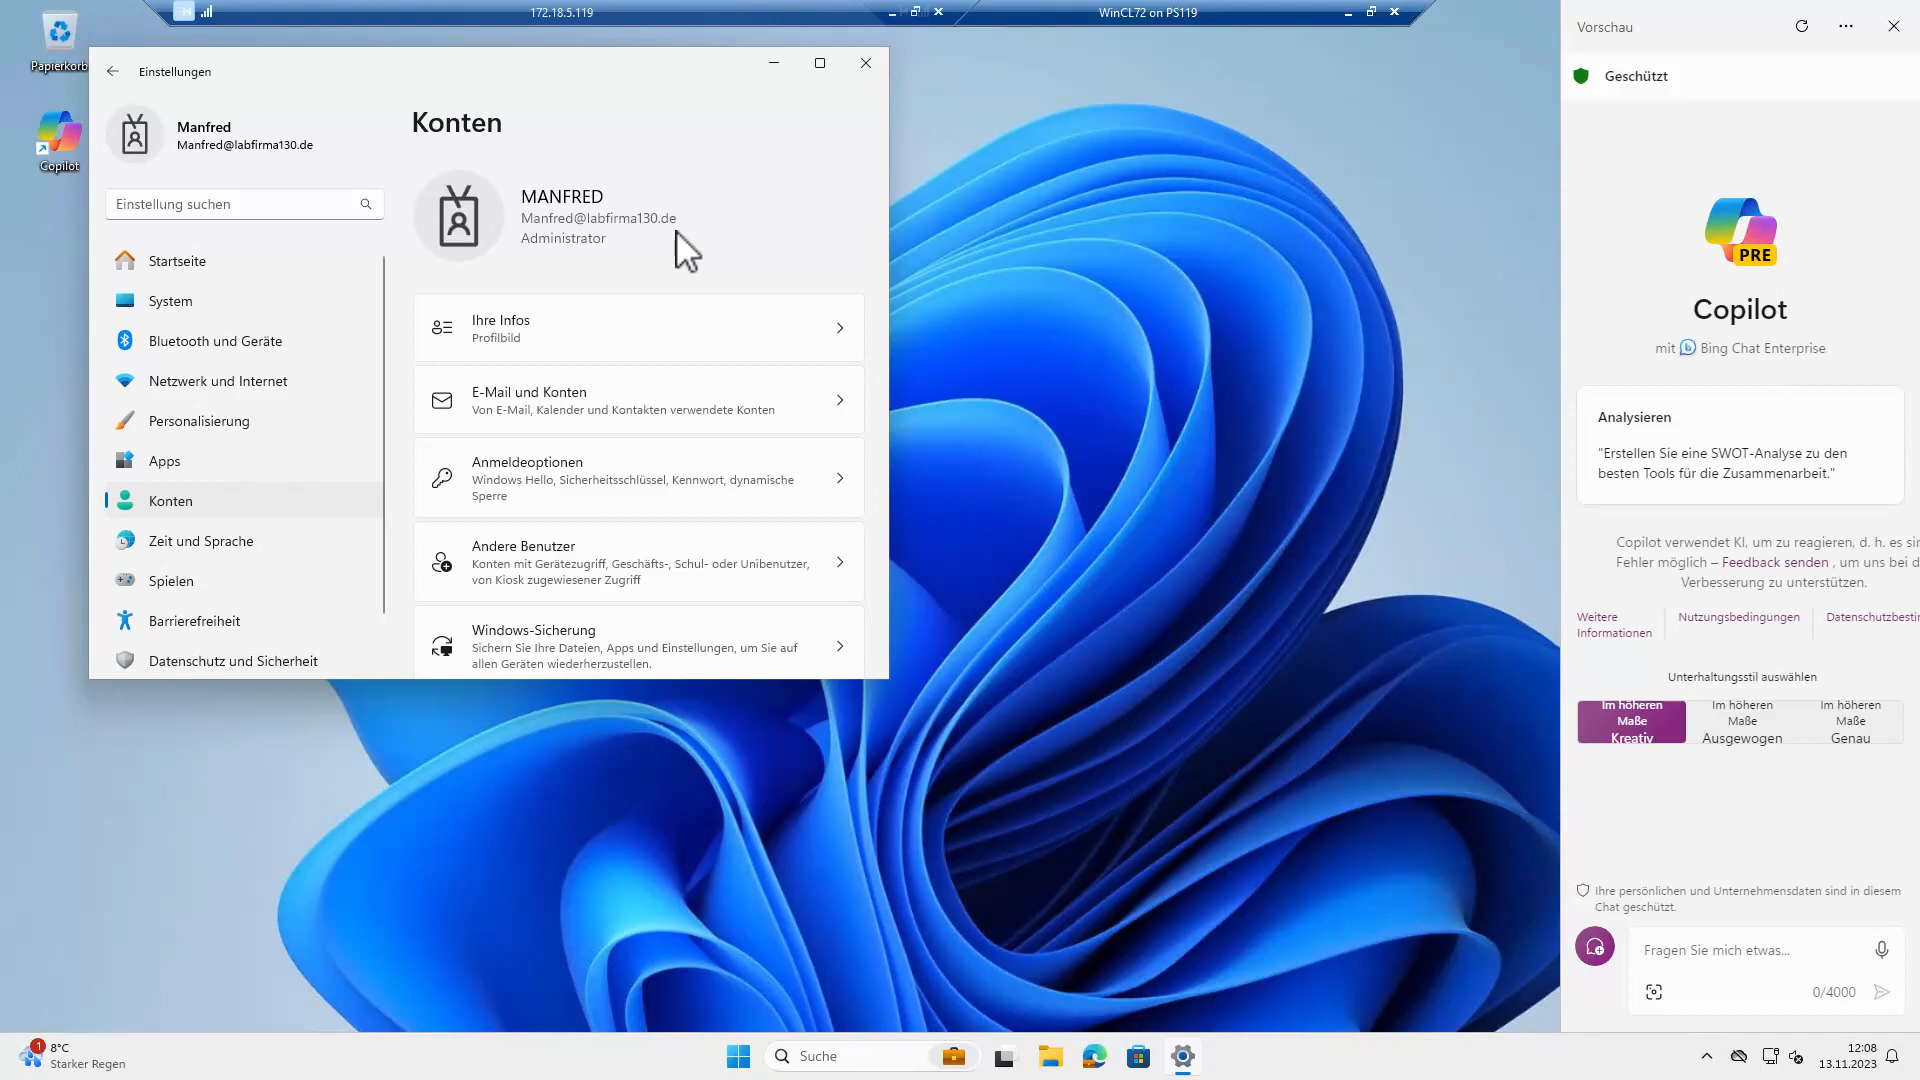 172.18.5.119
WinCL72 on PS119
Papierkorb
Copilot
Einstellungen
Manfred
Manfred@labfirma130.de
Einstellung suchen
Startseite
System
Bluetooth und Geräte
Netzwerk und Internet
Personalisierung
Apps
Konten
Zeit und Sprache
Spielen
Barrierefreiheit
Datenschutz und Sicherheit
Konten
MANFRED
Manfred@labfirma130.de
Administrator
Ihre Infos
Profilbild
E-Mail und Konten
Von E-Mail, Kalender und Kontakten verwendete Konten
Anmeldeoptionen
Windows Hello, Sicherheitsschlüssel, Kennwort, dynamische
Sperre
Andere Benutzer
Konten mit Gerätezugriff, Geschäfts-, Schul- oder Unibenutzer,
von Kiosk zugewiesener Zugriff
Windows-Sicherung
Sichern Sie Ihre Dateien, Apps und Einstellungen, um Sie auf
allen Geräten wiederherzustellen.
Vorschau
Geschützt
PRE
Copilot
mit Bing Chat Enterprise
Analysieren
"Erstellen Sie eine SWOT-Analyse zu den
besten Tools für die Zusammenarbeit."
Copilot verwendet KI, um zu reagieren, d. h. es sin
Fehler möglich – Feedback senden , um uns bei d
Verbesserung zu unterstützen.
Weitere
Informationen
Nutzungsbedingungen
Datenschutzbestin
Unterhaltungsstil auswählen
Im höheren
Maße
Kreativ
Im höheren
Maße
Ausgewogen
Im höheren
Maße
Genau
Ihre persönlichen und Unternehmensdaten sind in diesem
Chat geschützt.
Fragen Sie mich etwas...
0/4000
1
8°C
Starker Regen
Suche
12:08
13.11.2023